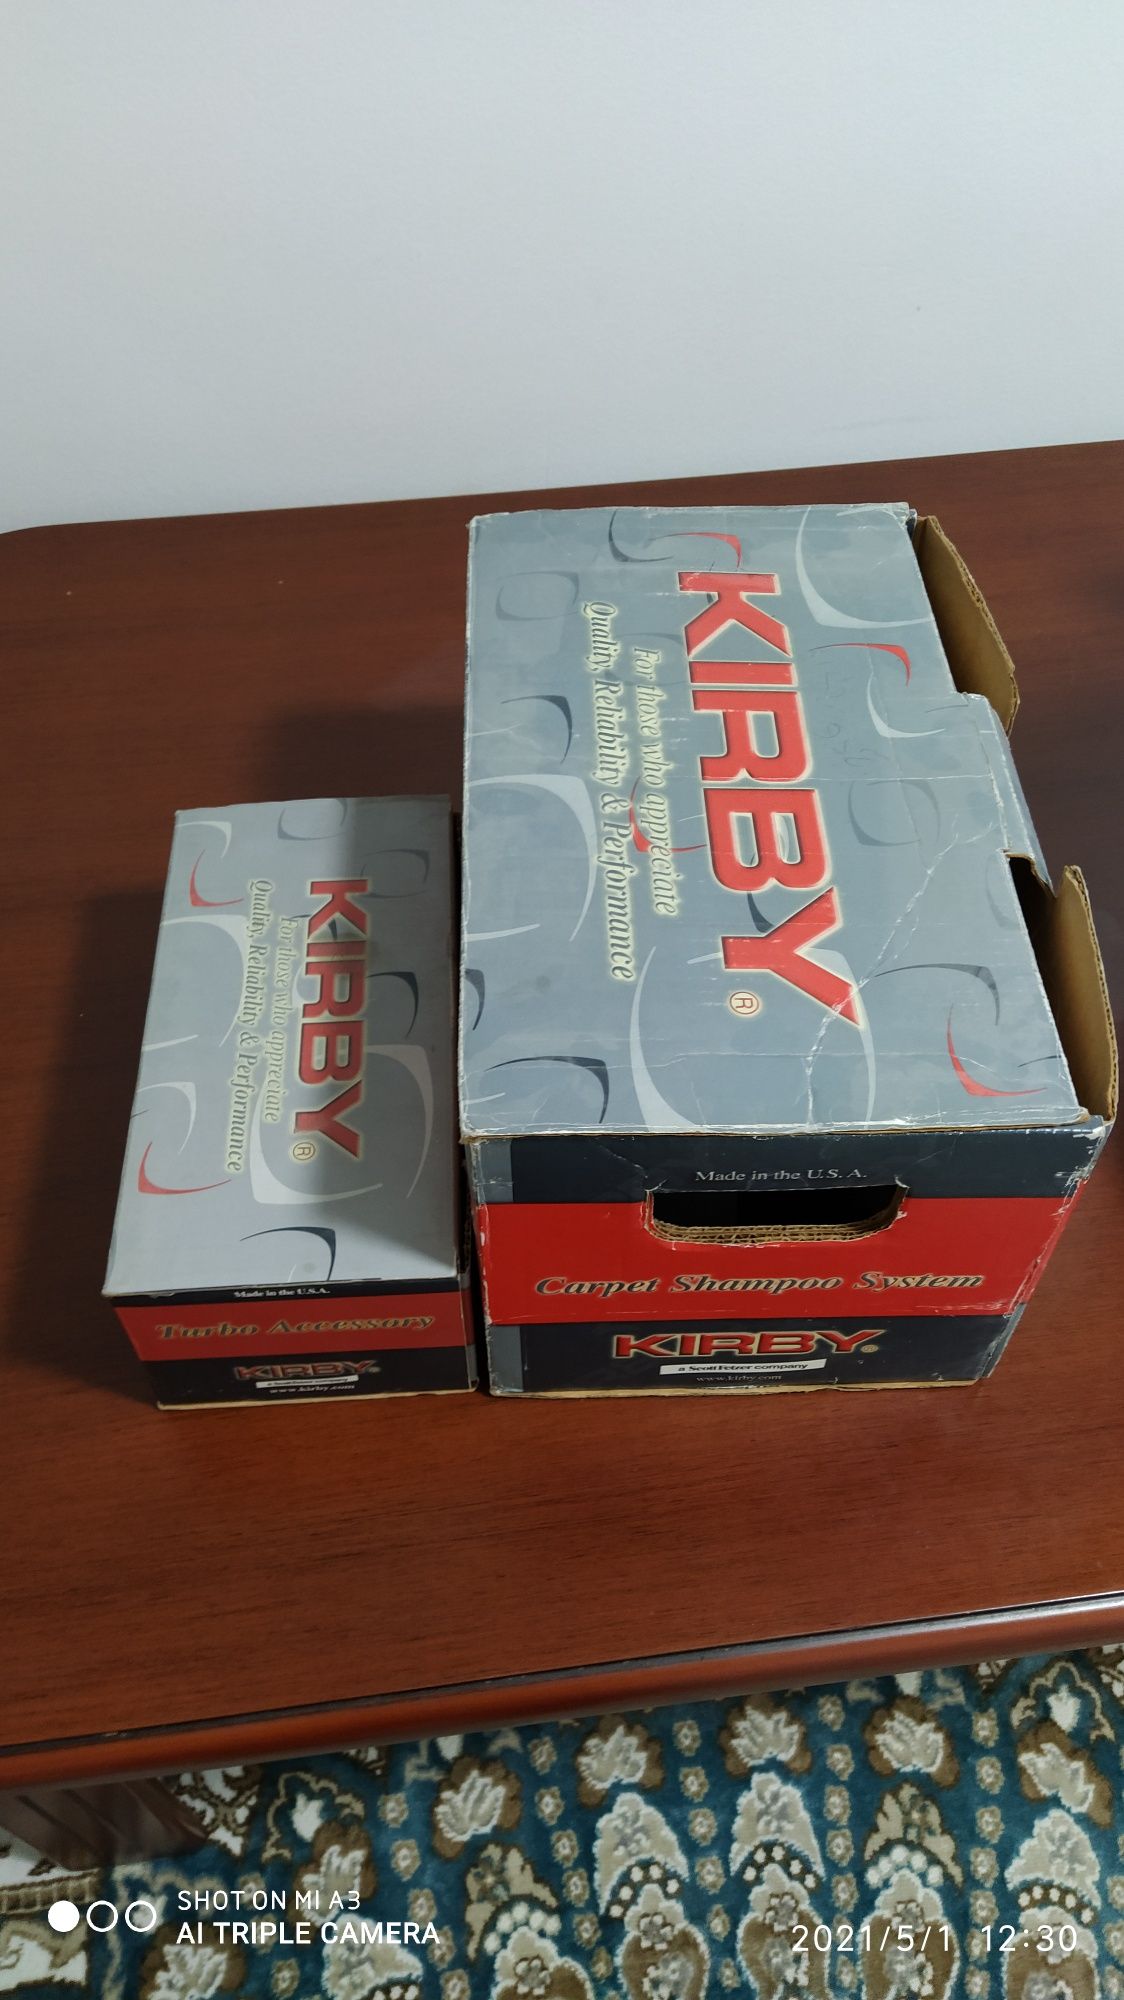 KIRBY®
For those who appreciate
Quality, Reliability & Performance
Made in the U.S.A.
Carpet Shampoo System
KIRBY®
a Scott Fetzer company
www.kirby.com
KIRBY®
For those who appreciate
Quality, Reliability & Performance
Made in the U.S.A.
Turbo Accessory
KIRBY®
a Scott Fetzer company
www.kirby.com
SHOT ON MI A3
AI TRIPLE CAMERA
2021/5/1 12:30